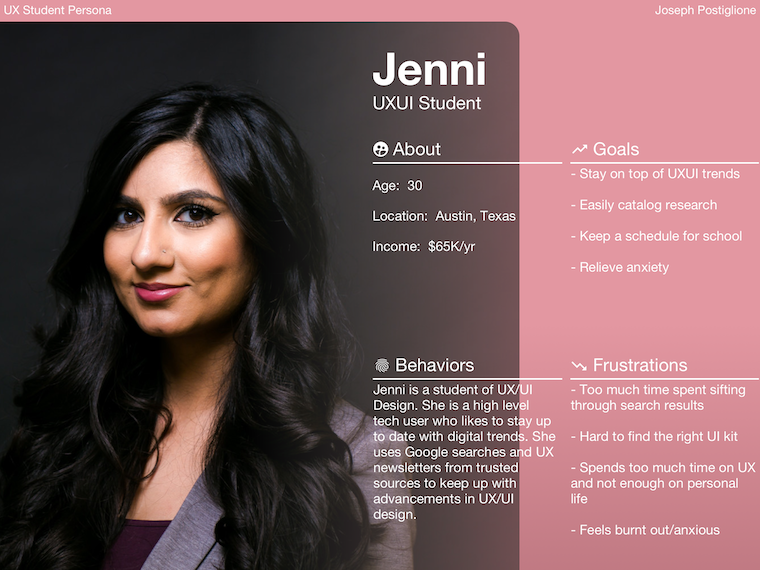 UX Student Persona
Joseph Postiglione
Jenni
UXUI Student
About
Age:  30
Location:  Austin, Texas
Income:  $65K/yr
Goals
- Stay on top of UXUI trends
- Easily catalog research
- Keep a schedule for school
- Relieve anxiety
Behaviors
Jenni is a student of UX/UI
Design. She is a high level
tech user who likes to stay up
to date with digital trends. She
uses Google searches and UX
newsletters from trusted
sources to keep up with
advancements in UX/UI
design.
Frustrations
- Too much time spent sifting
through search results
- Hard to find the right UI kit
- Spends too much time on UX
and not enough on personal
life
- Feels burnt out/anxious